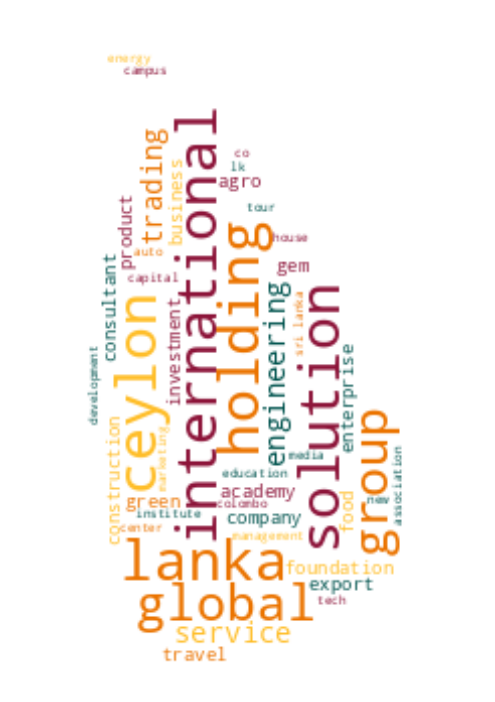 energy
campus
international
trading
co
business
lk
agro
product
tour
holding
house
auto
gem
consultant
capital
engineering
solution
sri lanka
ceylon
investment
enterprise
development
group
construction
marketing
association
media
education
food
academy
new
green
colombo
institute
company
center
management
lanka
foundation
export
global
tech
service
travel